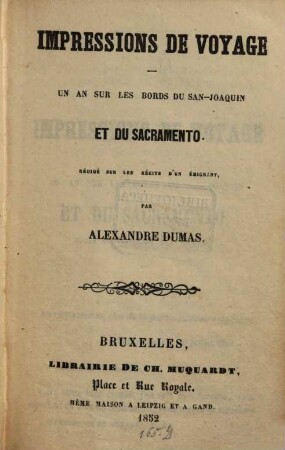 IMPRESSIONS DE VOYAGE
UN AN SUR LES BORDS DU SAN-JOAQUIN
ET DU SACRAMENTO.
RÉDIGÉ SUR LES RÉCITS D'UN ÉMIGRANT,
PAR
ALEXANDRE DUMAS.
BRUXELLES,
LIBRAIRIE DE CH. MUQUARDT,
Place et Rue Royale.
MÊME MAISON A LEIPZIG ET A GAND.
1852